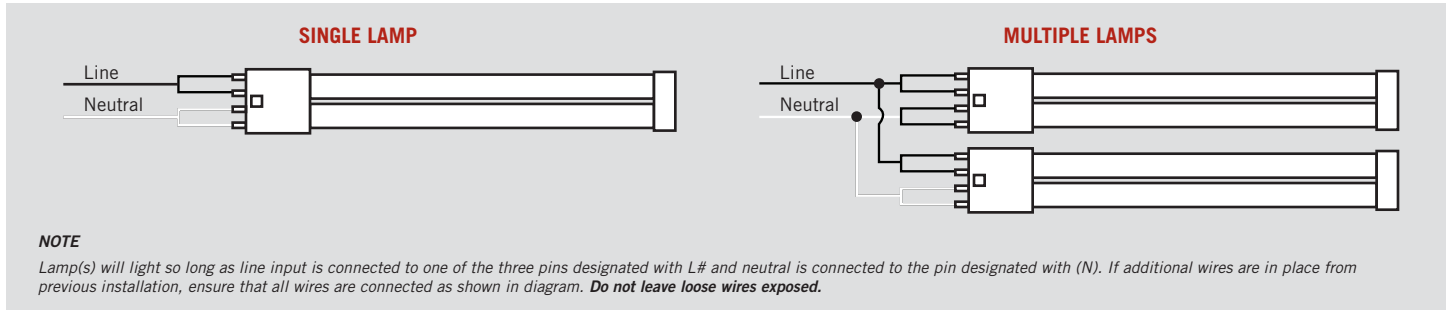 SINGLE LAMP
Line
Neutral
MULTIPLE LAMPS
Line
Neutral
NOTE
Lamp(s) will light so long as line input is connected to one of the three pins designated with L# and neutral is connected to the pin designated with (N). If additional wires are in place from
previous installation, ensure that all wires are connected as shown in diagram. Do not leave loose wires exposed.